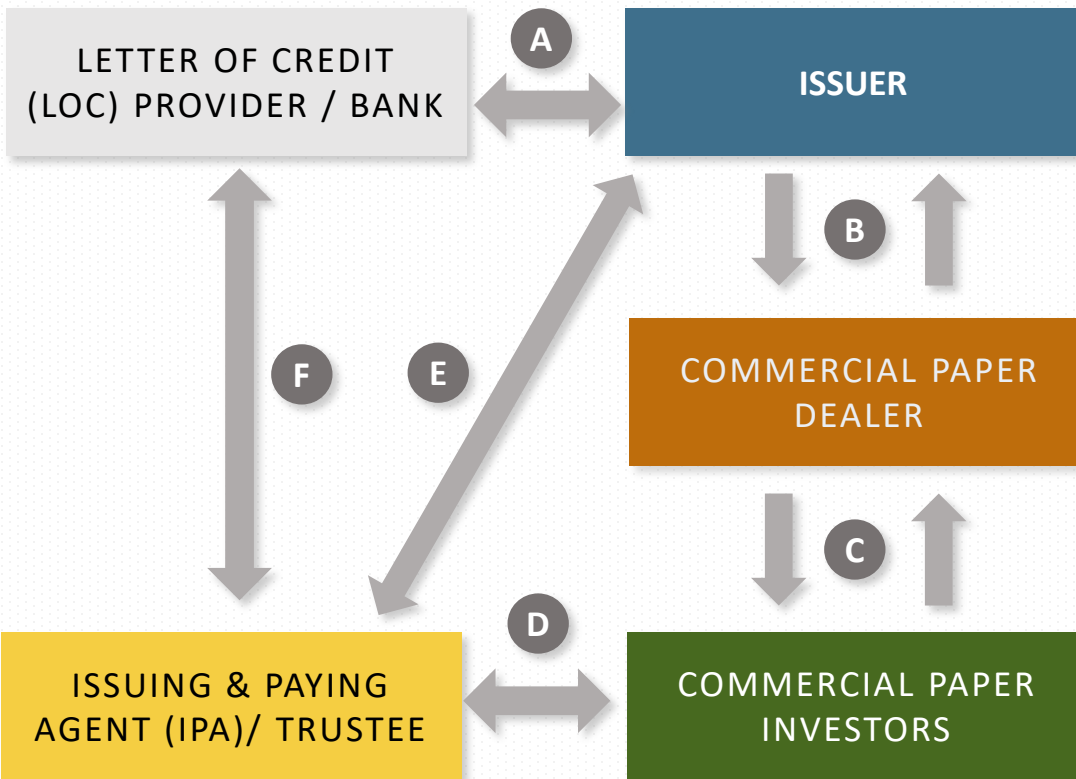 A
LETTER OF CREDIT
(LOC) PROVIDER / BANK
ISSUER
B
COMMERCIAL PAPER
DEALER
F
E
C
D
ISSUING & PAYING
AGENT (IPA)/ TRUSTEE
COMMERCIAL PAPER
INVESTORS